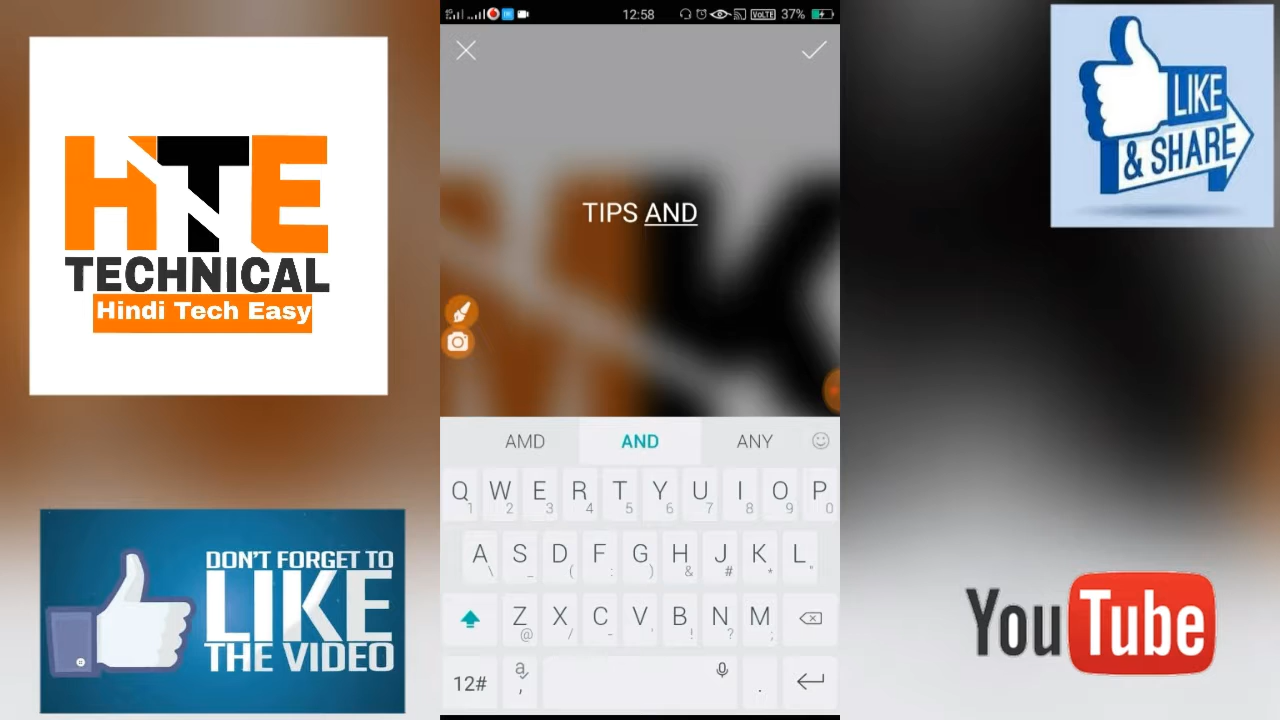 HTE
TECHNICAL
Hindi Tech Easy
DON'T FORGET TO
LIKE
THE VIDEO
12:58
VoLTE
37%
TIPS AND
AMD AND ANY
Q W E R T Y U I O P
1 2 3 4 5 6 7 8 9 0
A S D F G H J K L
\ _ ( : ) & # * "
Z X C V B N M
@ / - ' ! ? ;
12# a , .
LIKE
& SHARE
YouTube